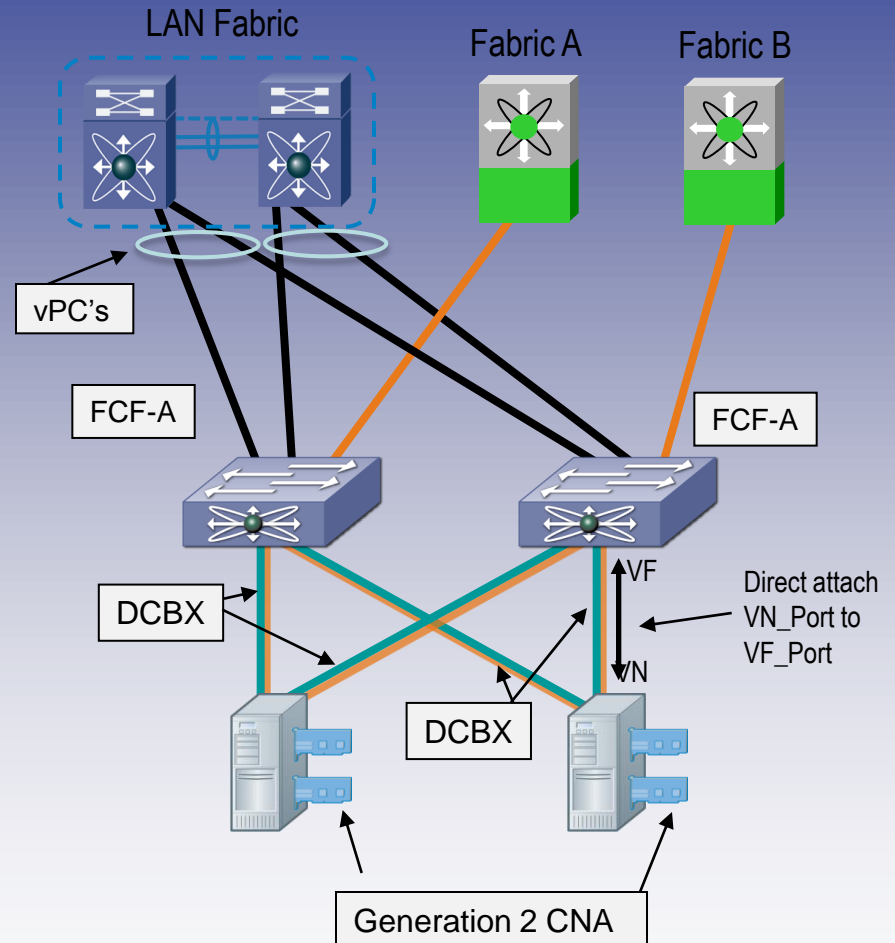 LAN Fabric
Fabric A
Fabric B
vPC’s
FCF-A
FCF-A
VF
DCBX
Direct attach
VN_Port to
VF_Port
VN
DCBX
Generation 2 CNA